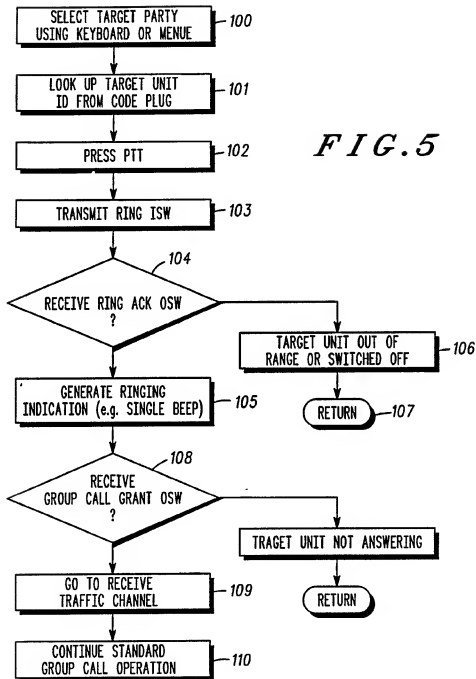 SELECT TARGET PARTY
USING KEYBOARD OR MENUE
100
LOOK UP TARGET UNIT
ID FROM CODE PLUG
101
PRESS PTT
102
FIG.5
TRANSMIT RING ISW
103
104
RECEIVE RING ACK OSW
?
TARGET UNIT OUT OF
RANGE OR SWITCHED OFF
106
GENERATE RINGING
INDICATION (e.g. SINGLE BEEP)
105
RETURN
107
108
RECEIVE
GROUP CALL GRANT OSW
?
TRAGET UNIT NOT ANSWERING
GO TO RECEIVE
TRAFFIC CHANNEL
109
RETURN
CONTINUE STANDARD
GROUP CALL OPERATION
110